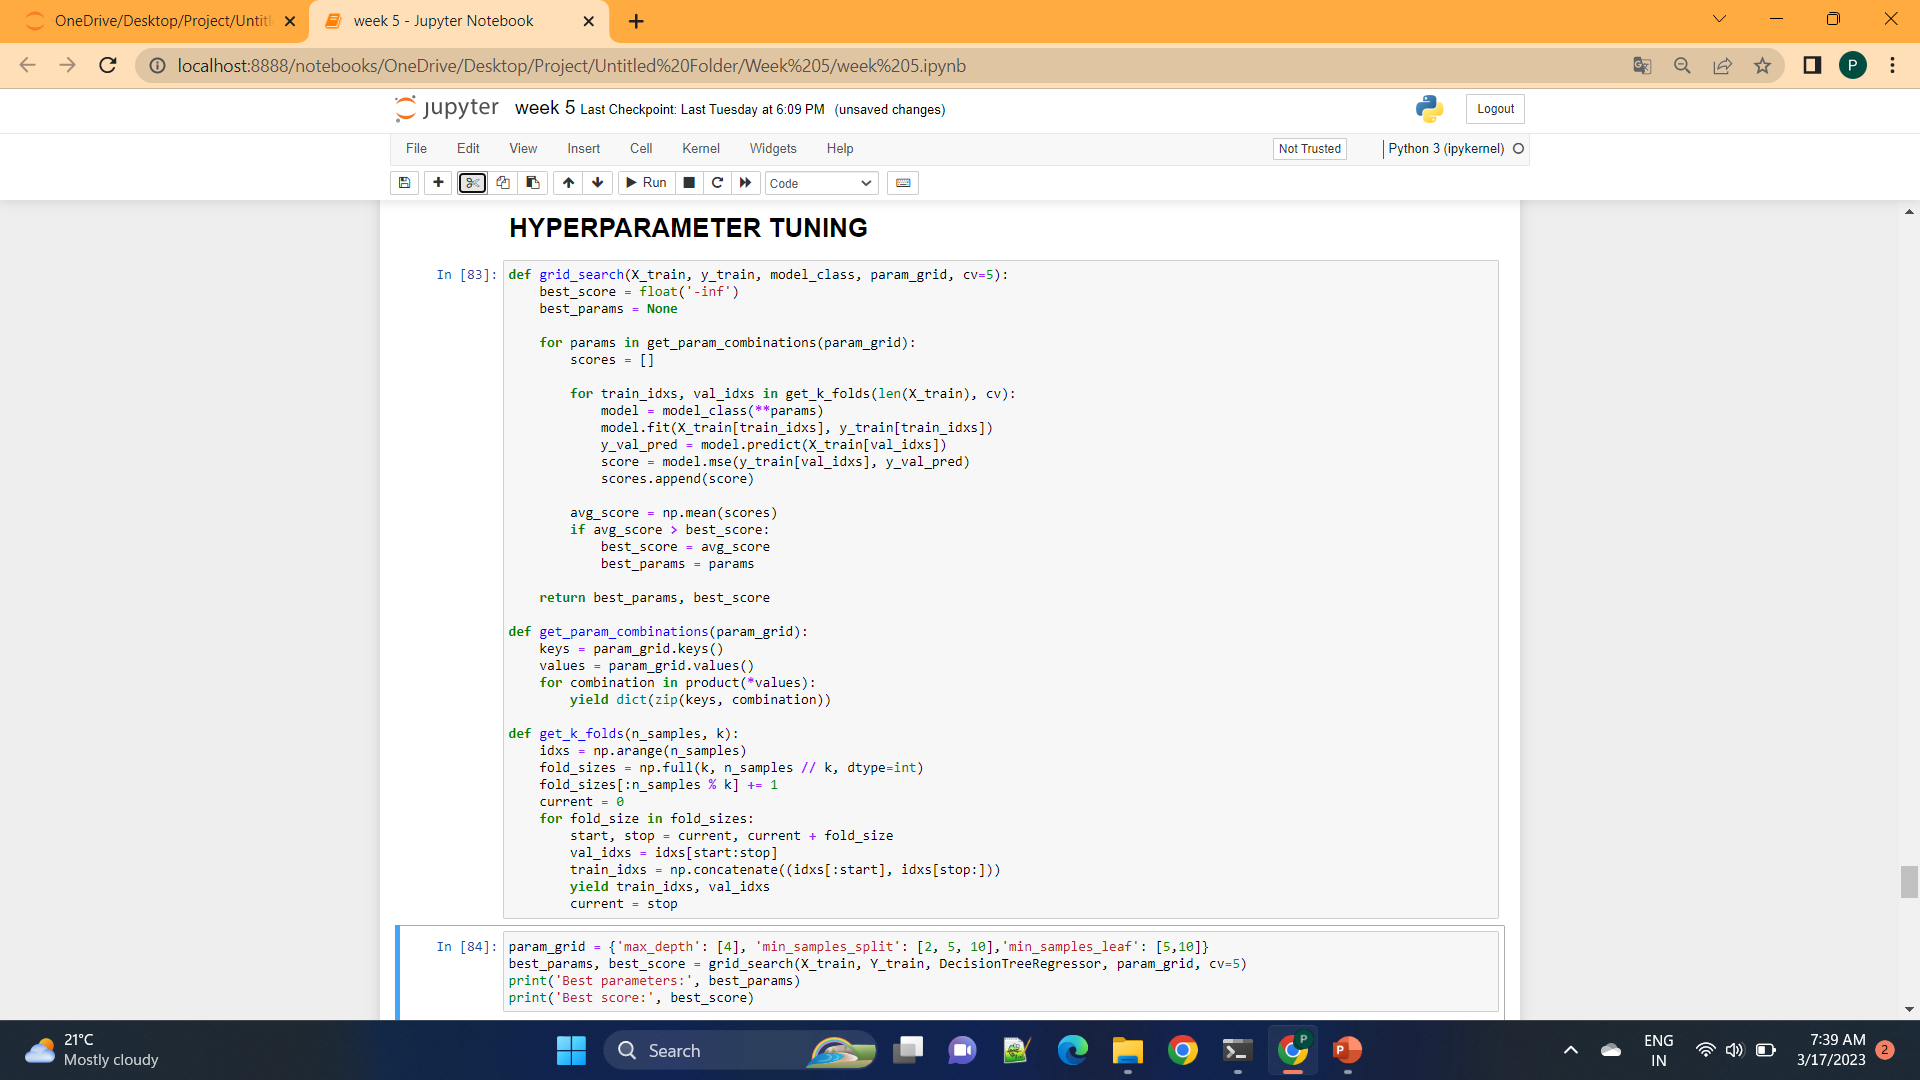 OneDrive/Desktop/Project/Untitl
week 5 - Jupyter Notebook
localhost:8888/notebooks/OneDrive/Desktop/Project/Untitled%20Folder/Week%205/week%205.ipynb
P
jupyter week 5 Last Checkpoint: Last Tuesday at 6:09 PM (unsaved changes)
Logout
File Edit View Insert Cell Kernel Widgets Help
Not Trusted
Python 3 (ipykernel)
Run
Code
HYPERPARAMETER TUNING
In [83]: def grid_search(X_train, y_train, model_class, param_grid, cv=5):
    best_score = float('-inf')
    best_params = None
    for params in get_param_combinations(param_grid):
        scores = []
        for train_idxs, val_idxs in get_k_folds(len(X_train), cv):
            model = model_class(**params)
            model.fit(X_train[train_idxs], y_train[train_idxs])
            y_val_pred = model.predict(X_train[val_idxs])
            score = model.mse(y_train[val_idxs], y_val_pred)
            scores.append(score)
        avg_score = np.mean(scores)
        if avg_score > best_score:
            best_score = avg_score
            best_params = params
    return best_params, best_score
def get_param_combinations(param_grid):
    keys = param_grid.keys()
    values = param_grid.values()
    for combination in product(*values):
        yield dict(zip(keys, combination))
def get_k_folds(n_samples, k):
    idxs = np.arange(n_samples)
    fold_sizes = np.full(k, n_samples // k, dtype=int)
    fold_sizes[:n_samples % k] += 1
    current = 0
    for fold_size in fold_sizes:
        start, stop = current, current + fold_size
        val_idxs = idxs[start:stop]
        train_idxs = np.concatenate((idxs[:start], idxs[stop:]))
        yield train_idxs, val_idxs
        current = stop
In [84]: param_grid = {'max_depth': [4], 'min_samples_split': [2, 5, 10],'min_samples_leaf': [5,10]}
best_params, best_score = grid_search(X_train, Y_train, DecisionTreeRegressor, param_grid, cv=5)
print('Best parameters:', best_params)
print('Best score:', best_score)
21°C
Mostly cloudy
Search
P
P
ENG
IN
7:39 AM
3/17/2023
2